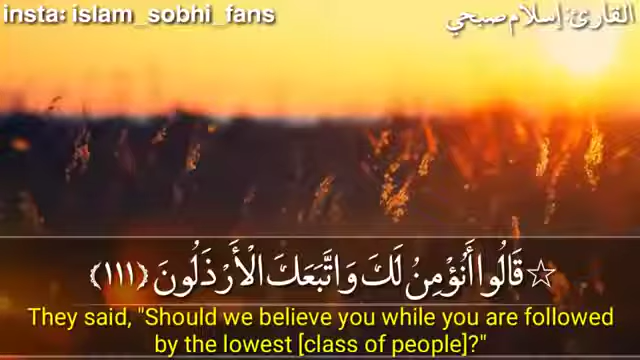 insta: islam_sobhi_fans
القارئ: إسلام صبحي
☆ قَالُوا أَنُؤْمِنُ لَكَ وَاتَّبَعَكَ الْأَرْذَلُونَ ﴿١١١﴾
They said, "Should we believe you while you are followed
by the lowest [class of people]?"